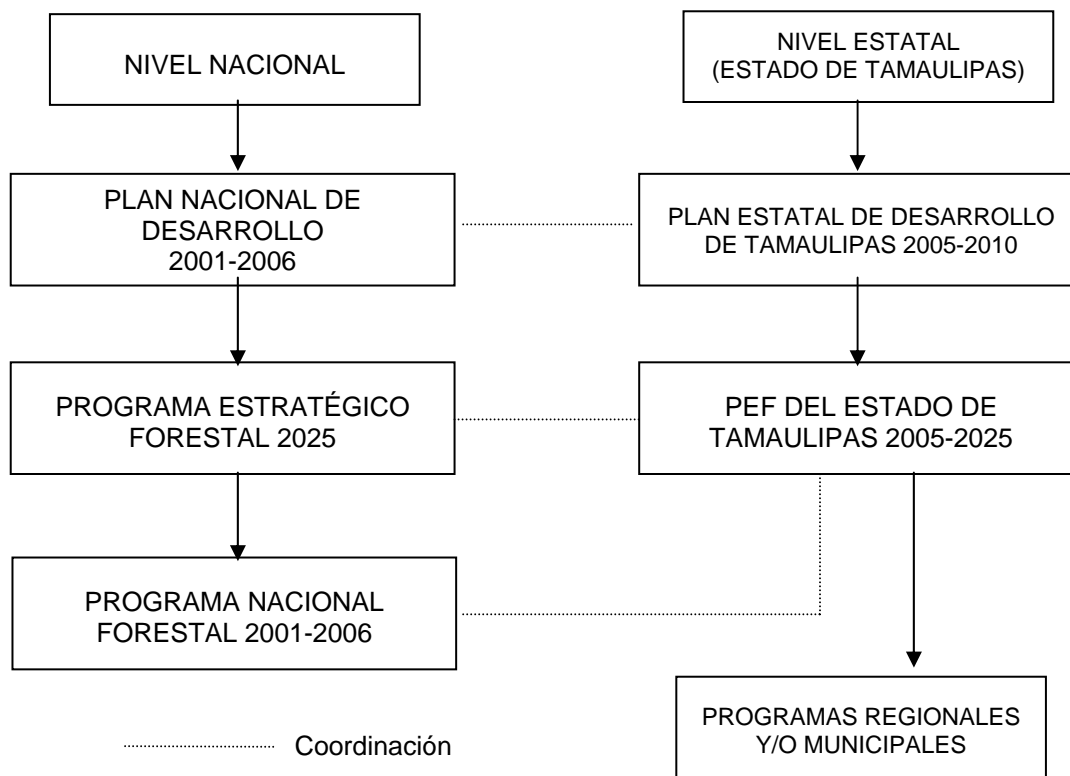 NIVEL NACIONAL
NIVEL ESTATAL
(ESTADO DE TAMAULIPAS)
PLAN NACIONAL DE
DESARROLLO
2001-2006
PLAN ESTATAL DE DESARROLLO
DE TAMAULIPAS 2005-2010
PROGRAMA ESTRATÉGICO
FORESTAL 2025
PEF DEL ESTADO DE
TAMAULIPAS 2005-2025
PROGRAMA NACIONAL
FORESTAL 2001-2006
PROGRAMAS REGIONALES
Y/O MUNICIPALES
Coordinación